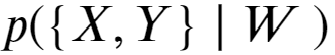 p({X, Y} | W )